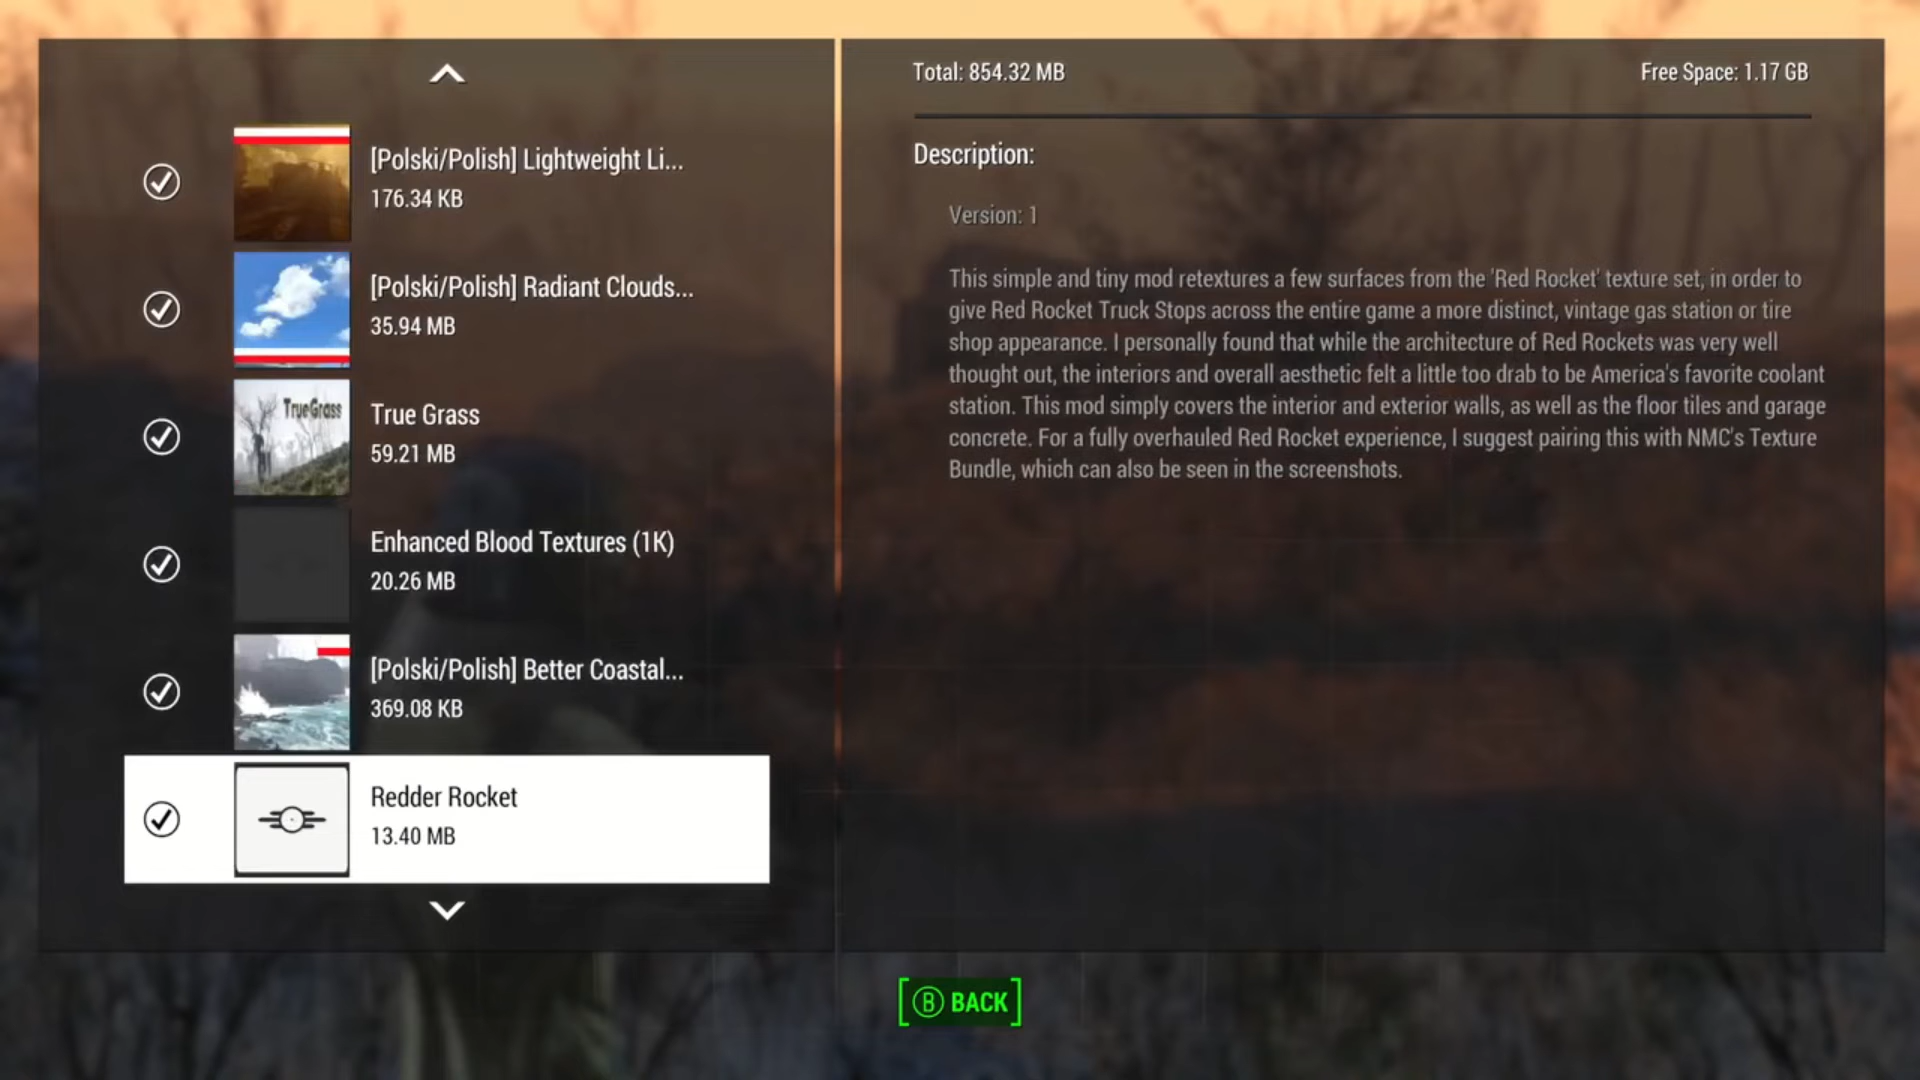 Total: 854.32 MB
Free Space: 1.17 GB
[Polski/Polish] Lightweight Li...
176.34 KB
[Polski/Polish] Radiant Clouds...
35.94 MB
TrueGrass
True Grass
59.21 MB
Enhanced Blood Textures (1K)
20.26 MB
[Polski/Polish] Better Coastal...
369.08 KB
Redder Rocket
13.40 MB
Description:
Version: 1
This simple and tiny mod retextures a few surfaces from the 'Red Rocket' texture set, in order to
give Red Rocket Truck Stops across the entire game a more distinct, vintage gas station or tire
shop appearance. I personally found that while the architecture of Red Rockets was very well
thought out, the interiors and overall aesthetic felt a little too drab to be America's favorite coolant
station. This mod simply covers the interior and exterior walls, as well as the floor tiles and garage
concrete. For a fully overhauled Red Rocket experience, I suggest pairing this with NMC's Texture
Bundle, which can also be seen in the screenshots.
[Ⓑ BACK]